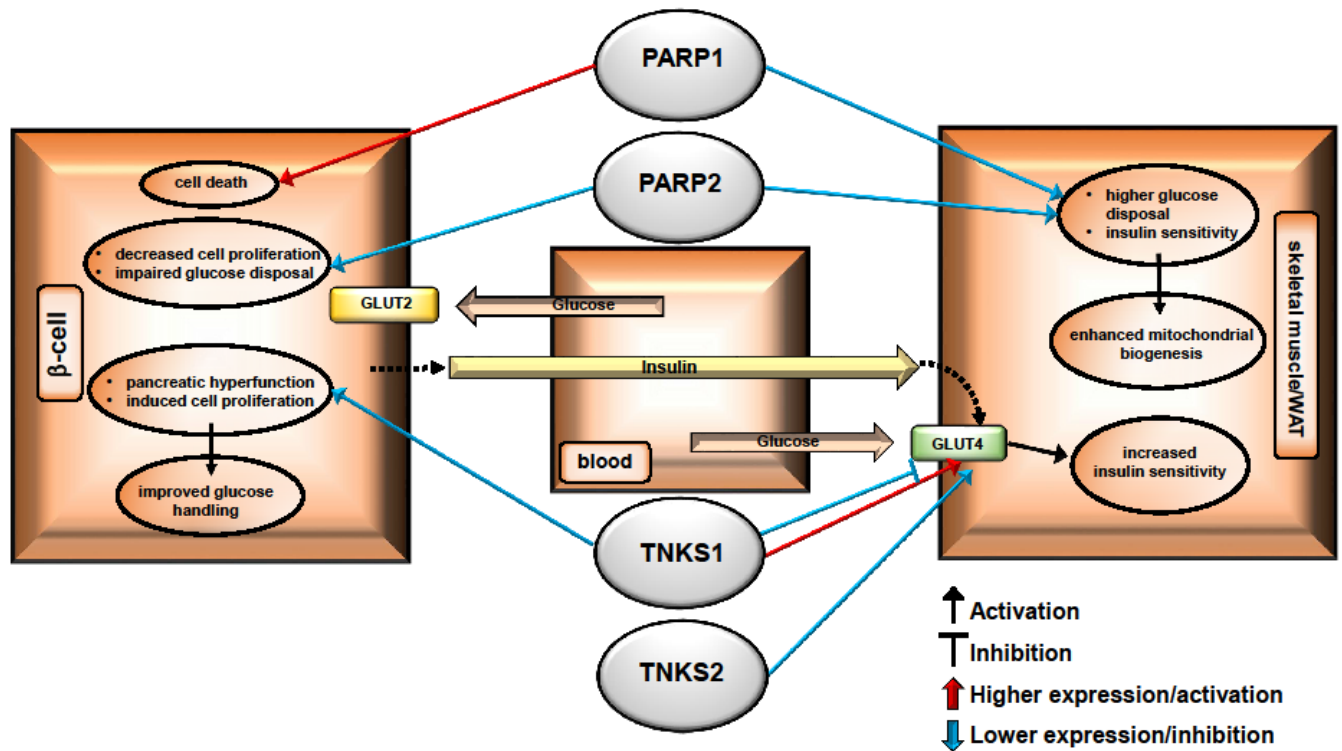 PARP1
PARP2
cell death
• decreased cell proliferation
• impaired glucose disposal
β-cell
GLUT2
Glucose
• pancreatic hyperfunction
• induced cell proliferation
improved glucose
handling
Insulin
Glucose
blood
GLUT4
• higher glucose
disposal
• insulin sensitivity
enhanced mitochondrial
biogenesis
increased
insulin sensitivity
skeletal muscle/WAT
TNKS1
TNKS2
Activation
Inhibition
Higher expression/activation
Lower expression/inhibition